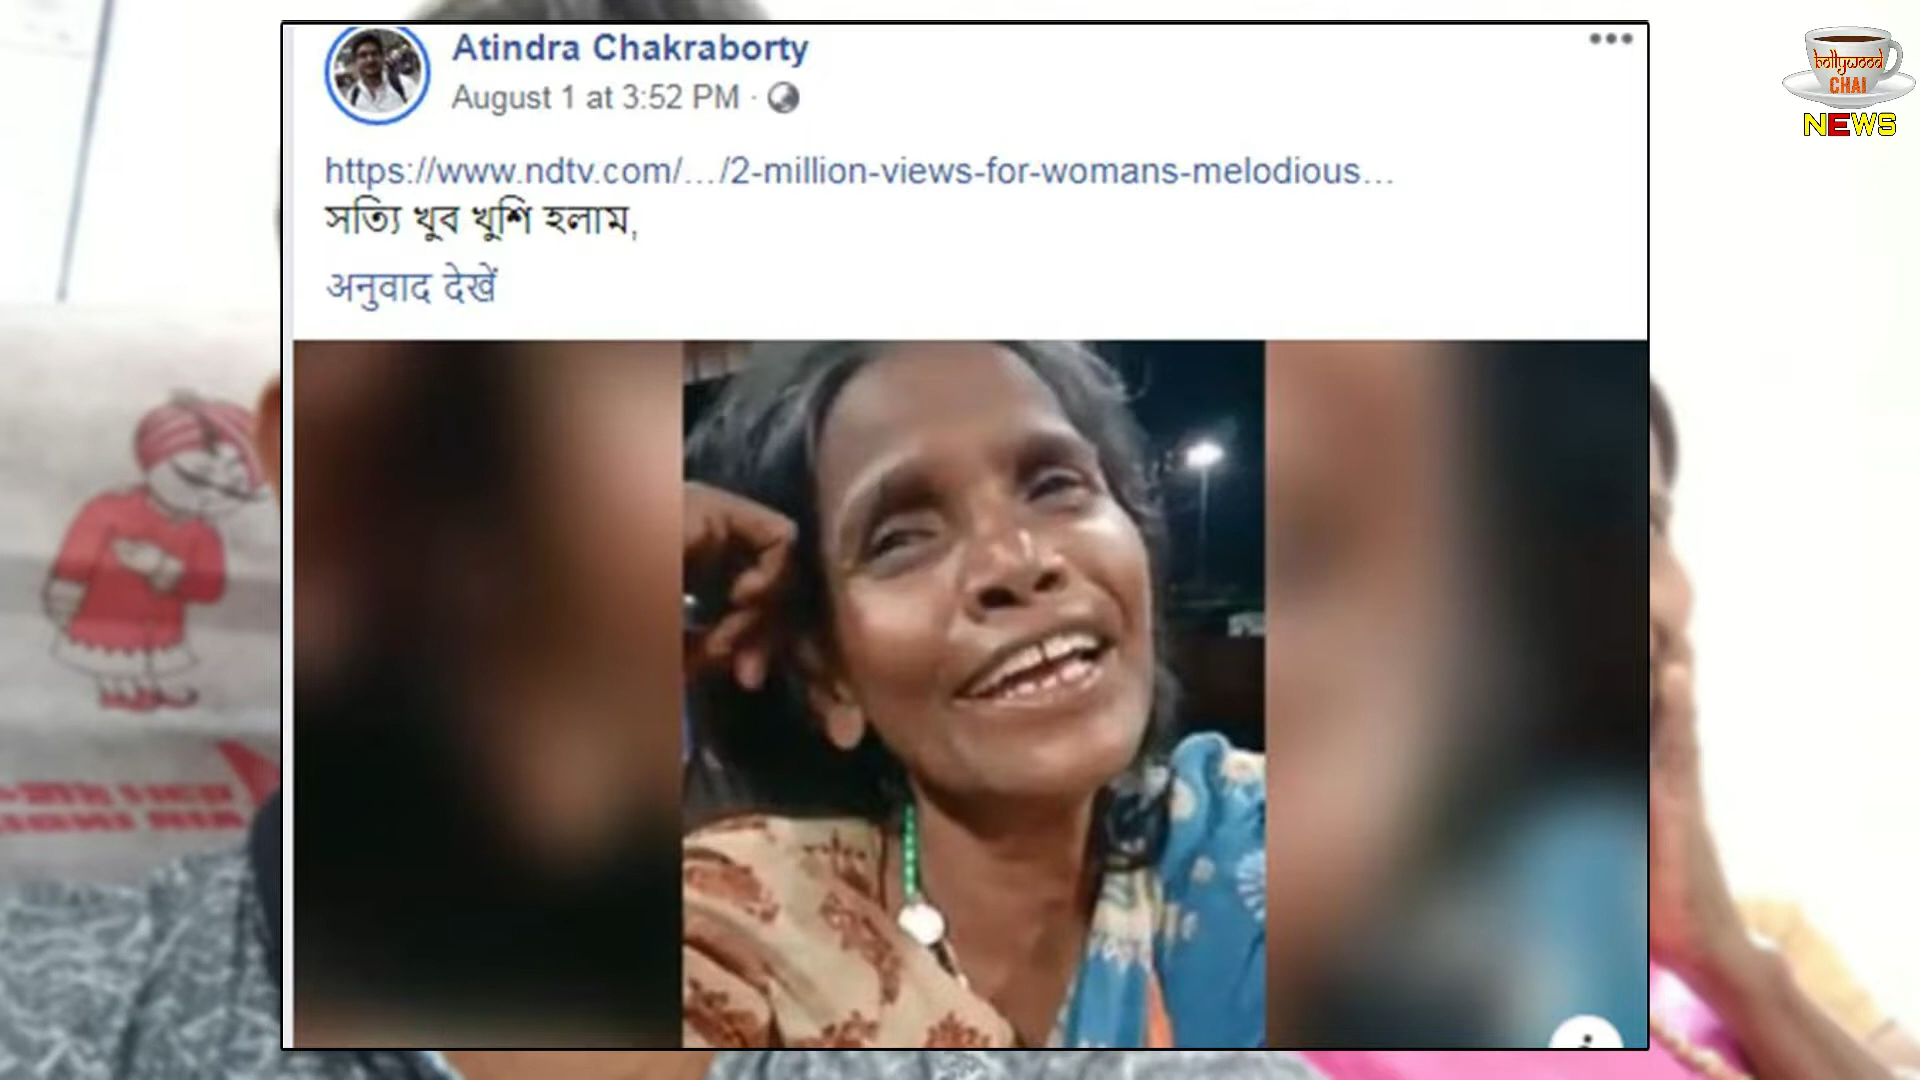 Atindra Chakraborty
August 1 at 3:52 PM ·
https://www.ndtv.com/.../2-million-views-for-womans-melodious...
সত্যি খুব খুশি হলাম,
अनुवाद देखें
bollywood
CHAI
NEWS